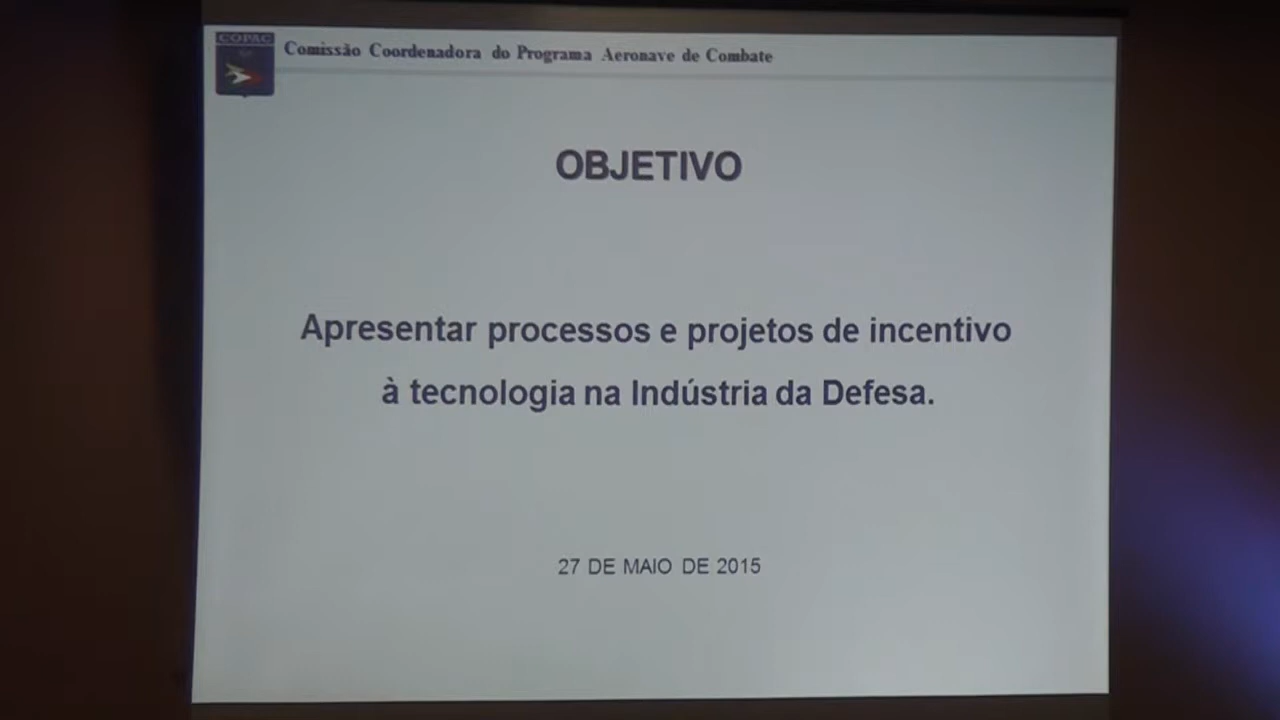 COPAC
Comissão Coordenadora do Programa Aeronave de Combate
OBJETIVO
Apresentar processos e projetos de incentivo
à tecnologia na Indústria da Defesa.
27 DE MAIO DE 2015